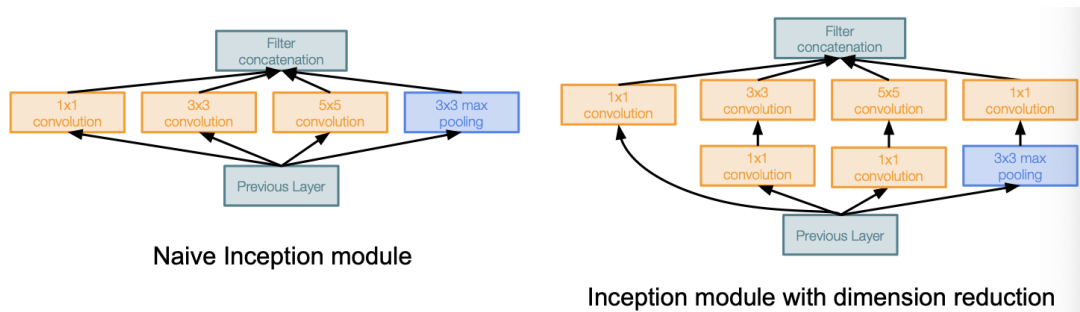 Filter
concatenation
1x1
convolution
3x3
convolution
5x5
convolution
3x3 max
pooling
Previous Layer
Naive Inception module
Filter
concatenation
1x1
convolution
3x3
convolution
5x5
convolution
1x1
convolution
1x1
convolution
1x1
convolution
3x3 max
pooling
Previous Layer
Inception module with dimension reduction